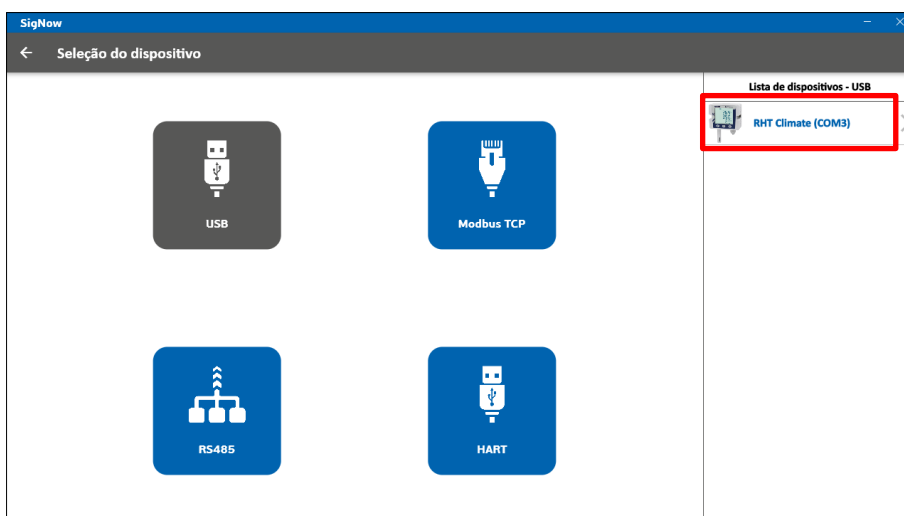 SigNow
Seleção do dispositivo
Lista de dispositivos - USB
RHT Climate (COM3)
USB
Modbus TCP
RS485
HART